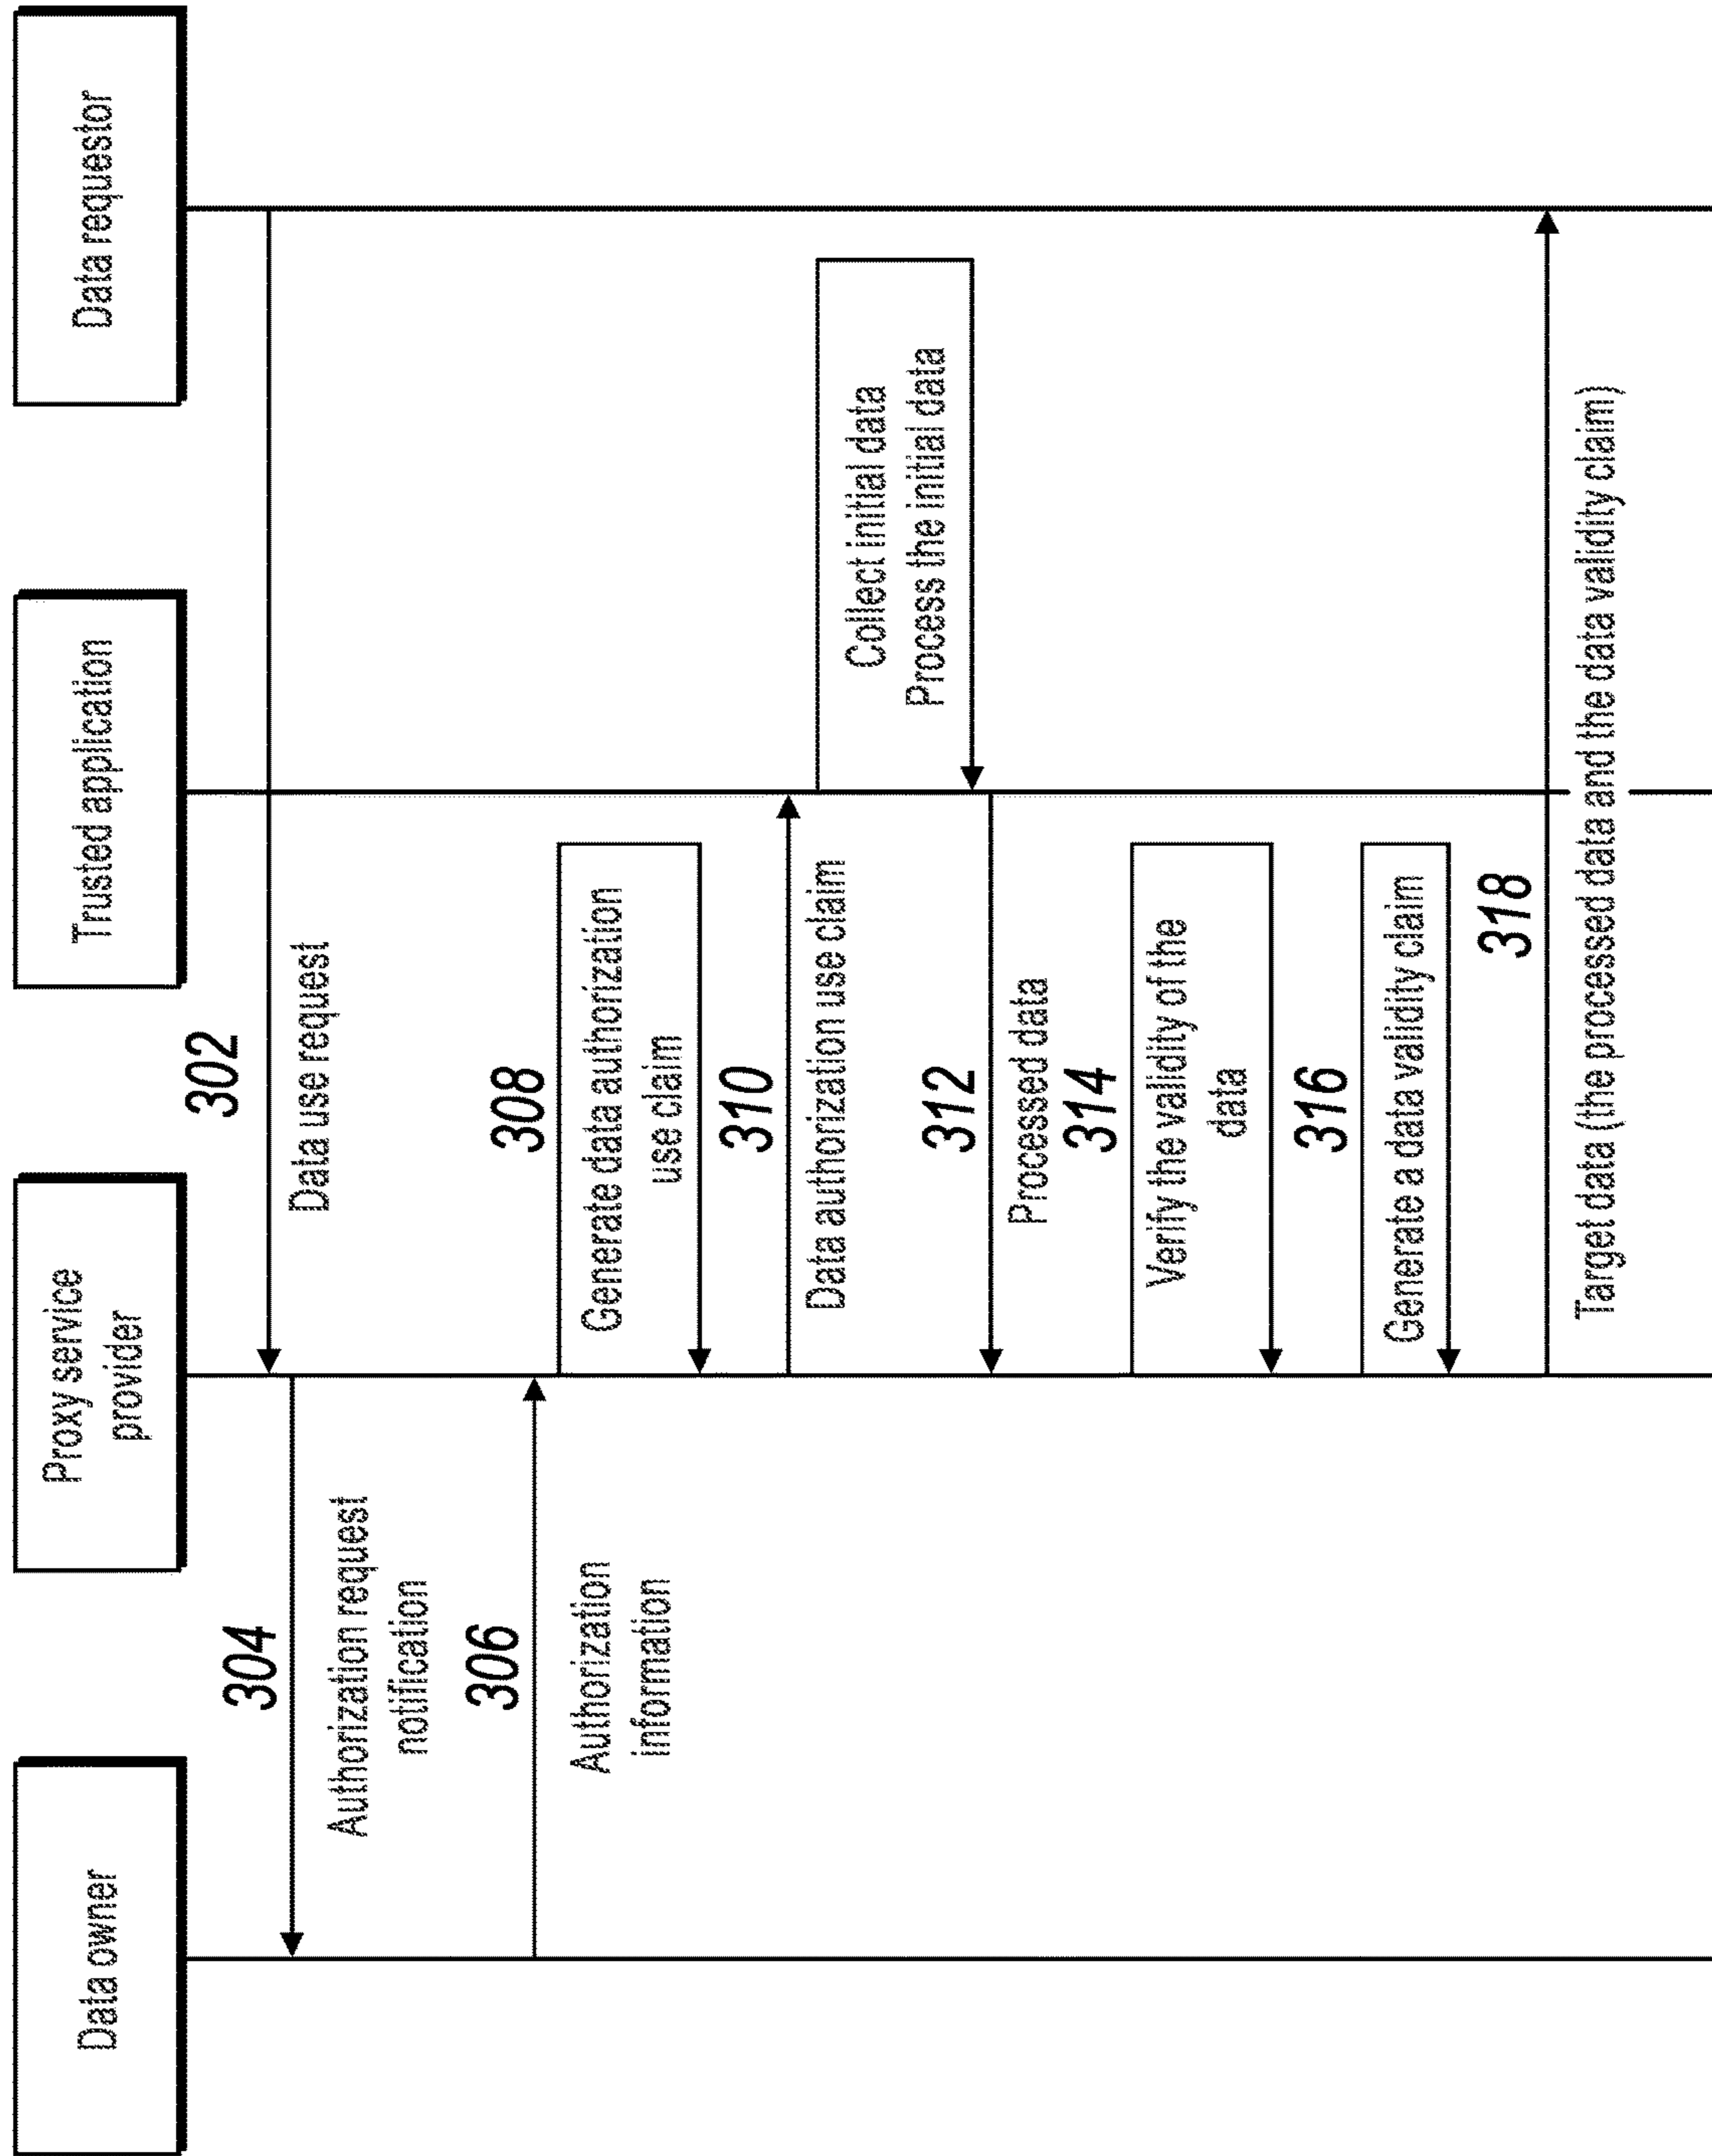 Data owner
Proxy service
provider
Trusted application
Data requestor
302
Data use request
304
Authorization request
notification
306
Authorization
information
308
Generate data authorization
use claim
310
Data authorization use claim
Collect initial data
Process the initial data
312
Processed data
314
Verify the validity of the
data
316
Generate a data validity claim
318
Target data (the processed data and the data validity claim)